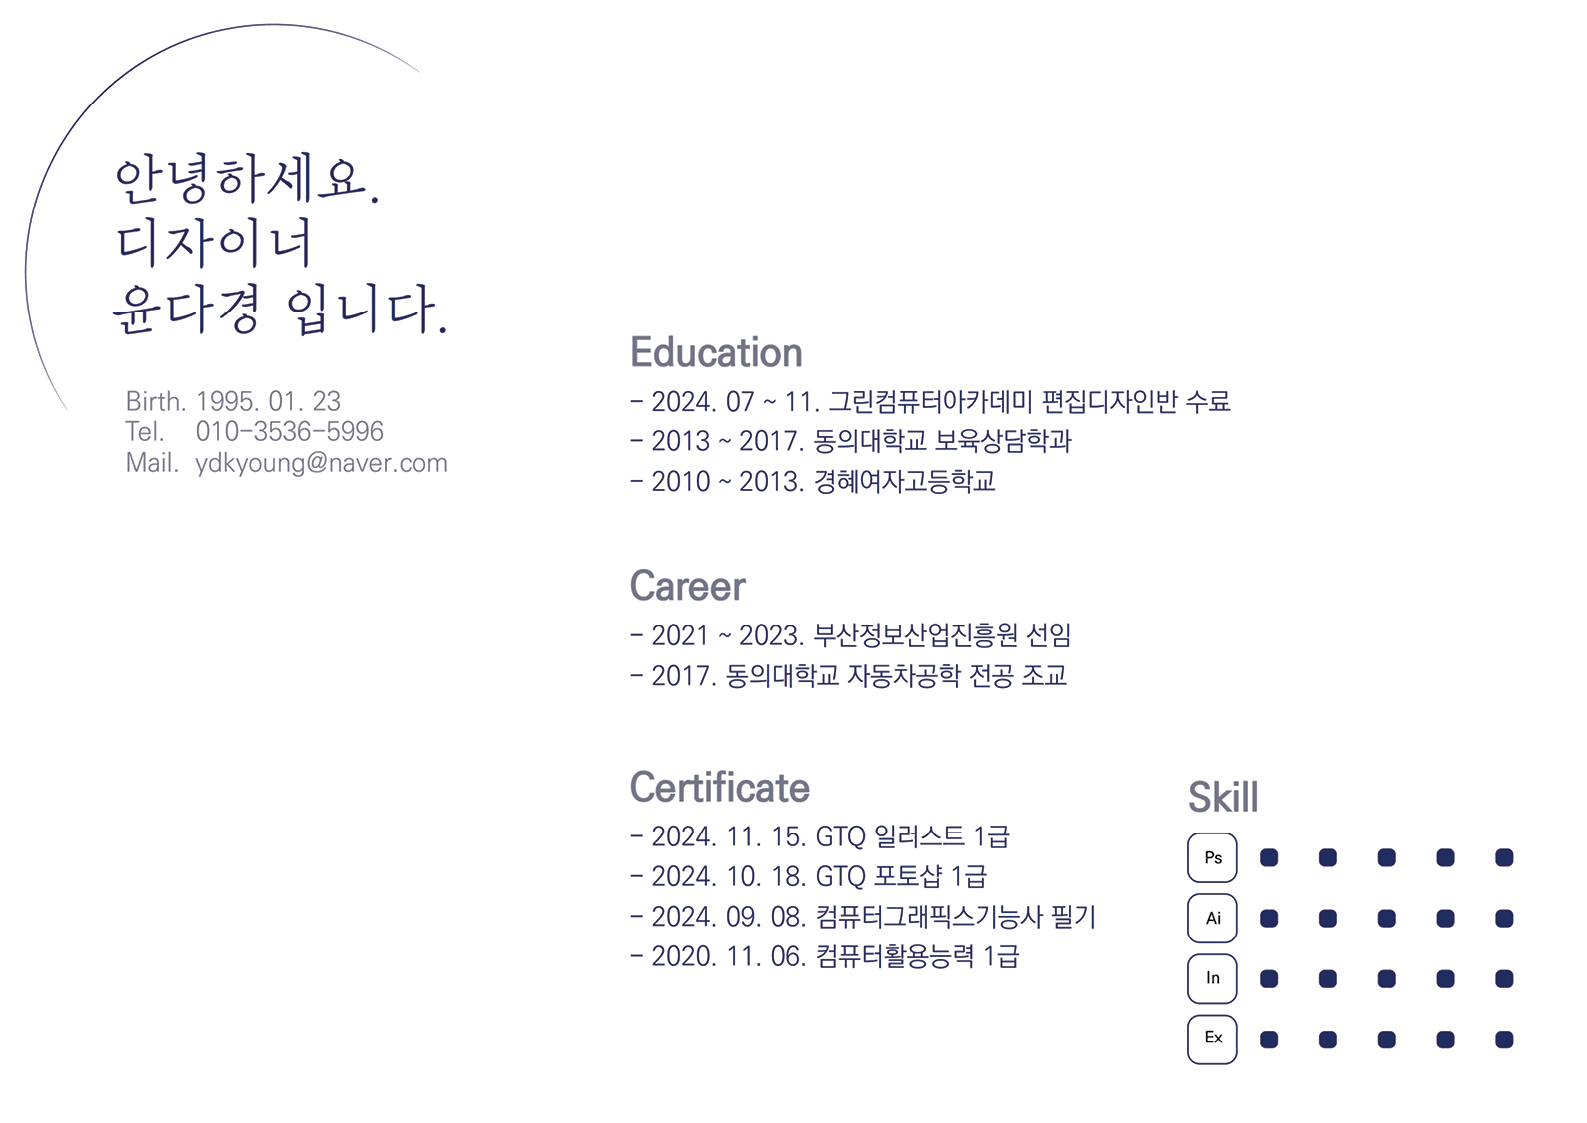 안녕하세요.
디자이너
윤다경 입니다.
Birth. 1995. 01. 23
Tel. 010-3536-5996
Mail. ydkyoung@naver.com
Education
- 2024. 07 ~ 11. 그린컴퓨터아카데미 편집디자인반 수료
- 2013 ~ 2017. 동의대학교 보육상담학과
- 2010 ~ 2013. 경혜여자고등학교
Career
- 2021 ~ 2023. 부산정보산업진흥원 선임
- 2017. 동의대학교 자동차공학 전공 조교
Certificate
- 2024. 11. 15. GTQ 일러스트 1급
- 2024. 10. 18. GTQ 포토샵 1급
- 2024. 09. 08. 컴퓨터그래픽스기능사 필기
- 2020. 11. 06. 컴퓨터활용능력 1급
Skill
Ps
Ai
In
Ex